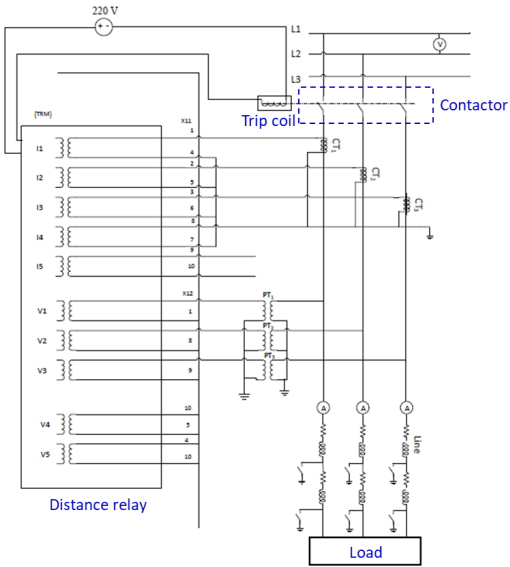 220 V
+ -
L1
V
L2
L3
Contactor
Trip coil
(TRM)
X11
1
I1
4
CT1
2
I2
5
CT2
3
I3
6
CT3
8
I4
7
9
I5
10
X12
PT1
V1
1
PT2
V2
8
PT3
V3
9
A A A
10
V4
5
Line
4
V5
10
Distance relay
Load